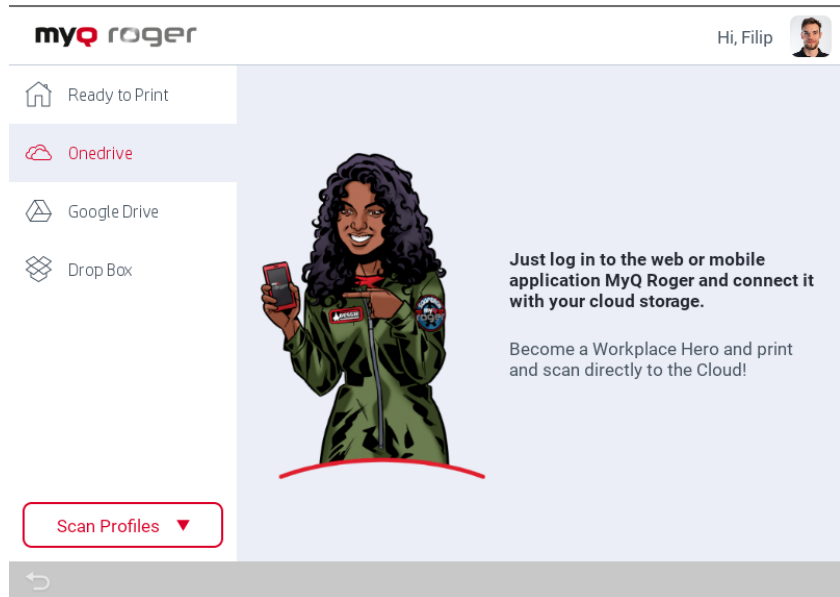 myQ roger
Hi, Filip
Ready to Print
Onedrive
Google Drive
Drop Box
Just log in to the web or mobile
application MyQ Roger and connect it
with your cloud storage.
Become a Workplace Hero and print
and scan directly to the Cloud!
myQ
roger
Scan Profiles